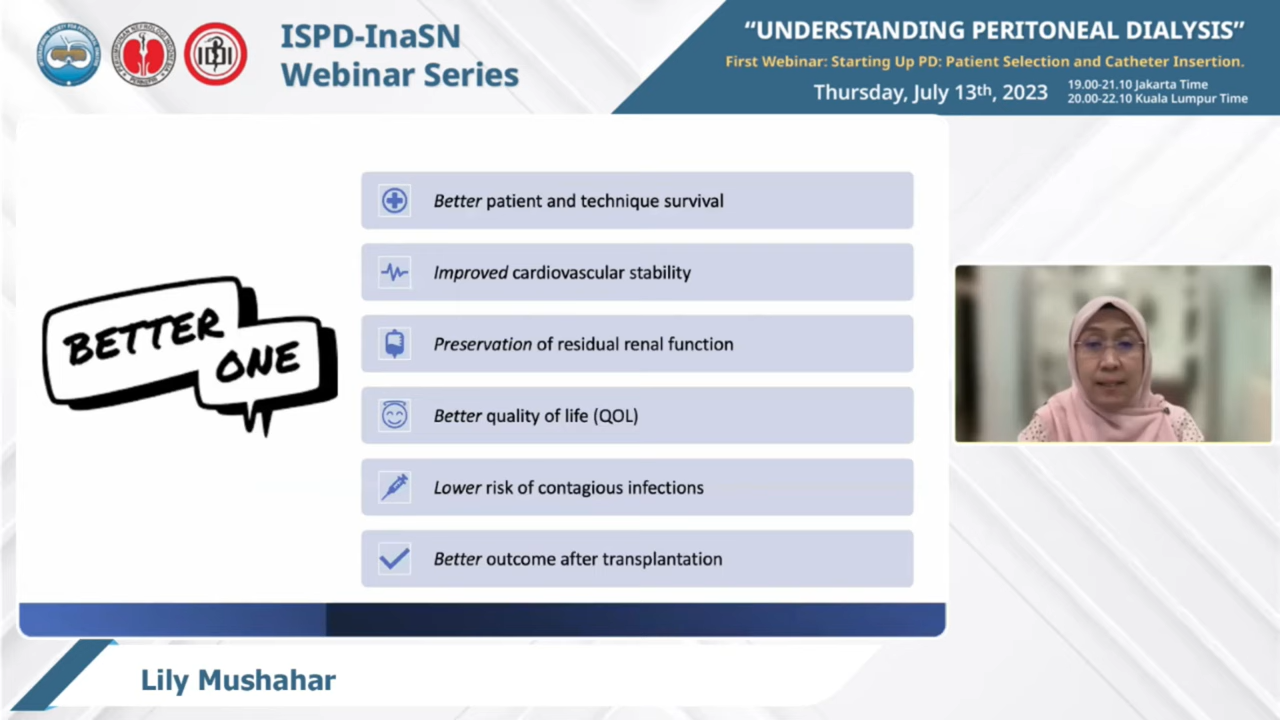 ISPD-InaSN
Webinar Series
“UNDERSTANDING PERITONEAL DIALYSIS”
First Webinar: Starting Up PD: Patient Selection and Catheter Insertion.
Thursday, July 13th, 2023
19.00-21.10 Jakarta Time
20.00-22.10 Kuala Lumpur Time
BETTER
ONE
Better patient and technique survival
Improved cardiovascular stability
Preservation of residual renal function
Better quality of life (QOL)
Lower risk of contagious infections
Better outcome after transplantation
Lily Mushahar